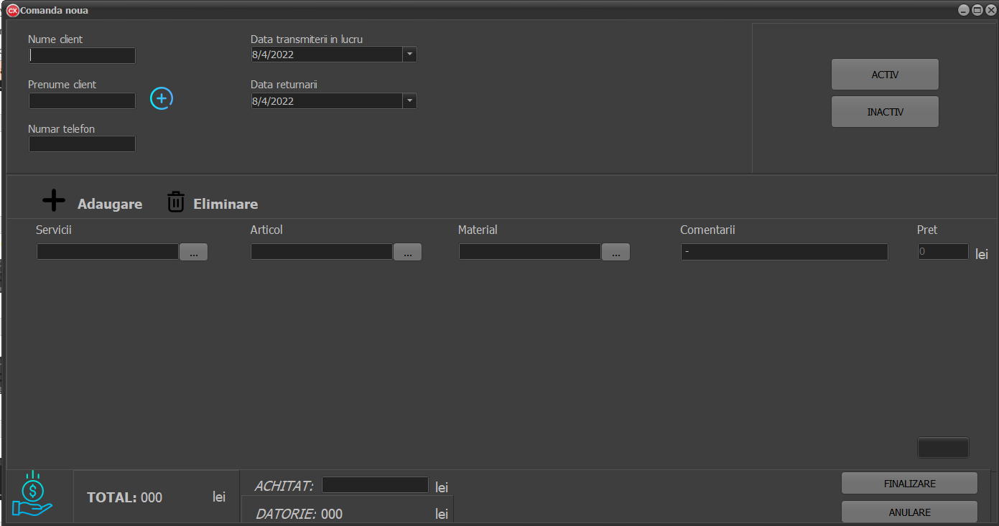 CX Comanda noua
Nume client
Data transmiterii in lucru
8/4/2022
ACTIV
Prenume client
Data returnarii
8/4/2022
INACTIV
Numar telefon
Adaugare
Eliminare
Servicii
Articol
Material
Comentarii
Pret
...
...
...
-
0
lei
TOTAL: 000
lei
ACHITAT:
lei
FINALIZARE
DATORIE: 000
lei
ANULARE